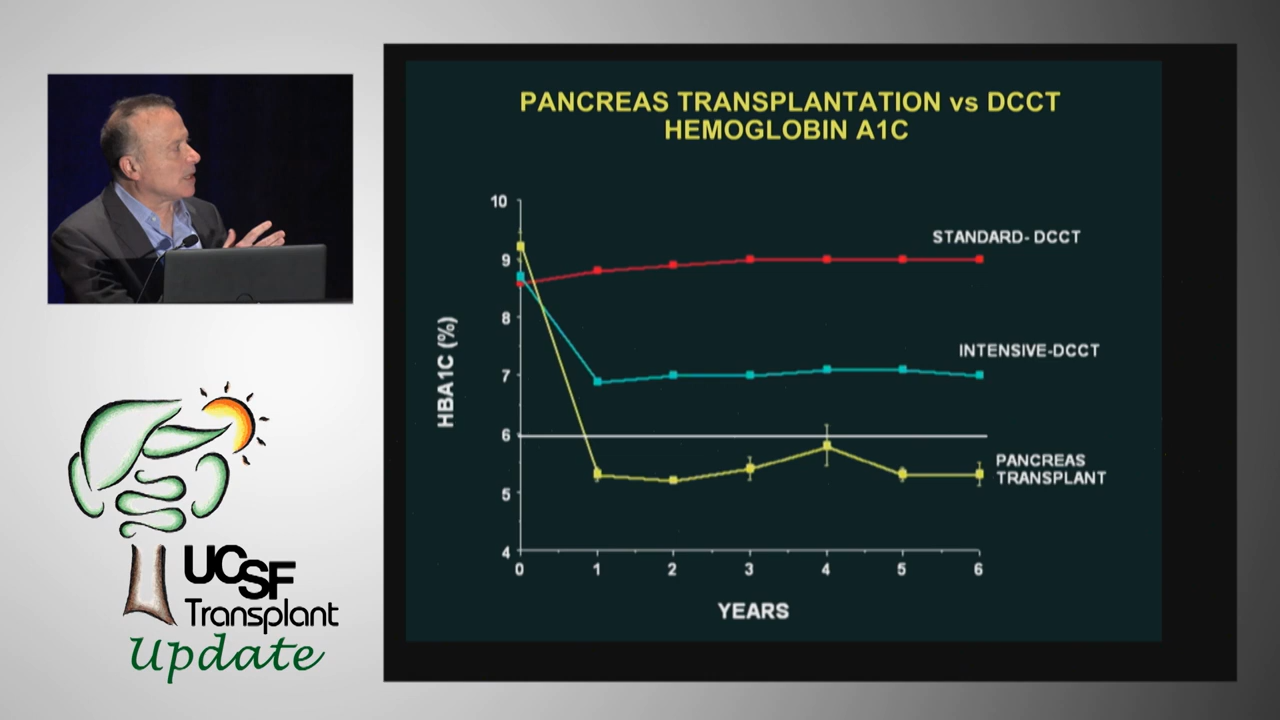 PANCREAS TRANSPLANTATION vs DCCT
HEMOGLOBIN A1C
10
9
8
7
6
5
4
HBA1C (%)
STANDARD- DCCT
INTENSIVE-DCCT
PANCREAS
TRANSPLANT
0 1 2 3 4 5 6
YEARS
UCSF
Transplant
Update